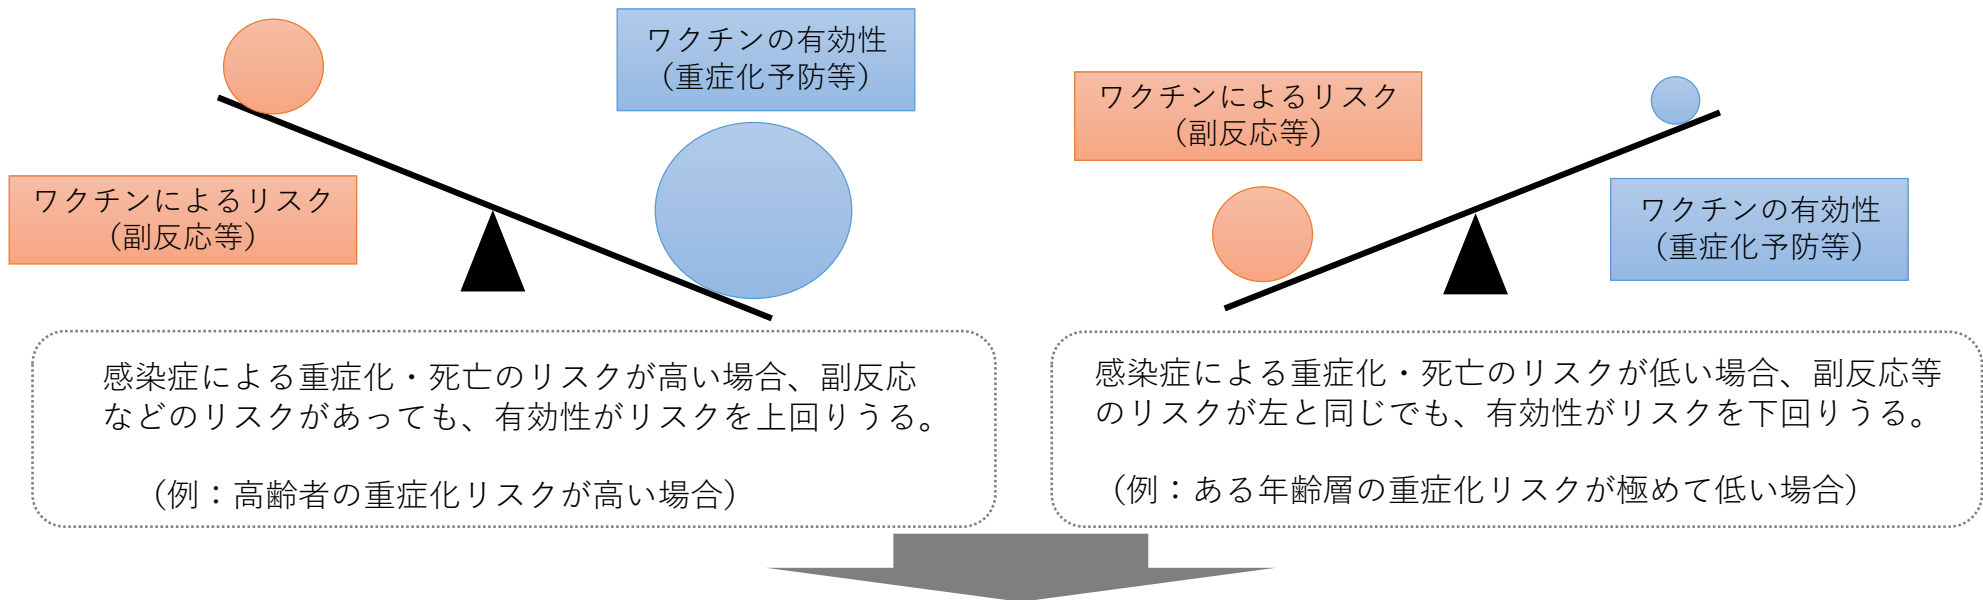 ワクチンの有効性
（重症化予防等）
ワクチンによるリスク
（副反応等）
感染症による重症化・死亡のリスクが高い場合、副反応
などのリスクがあっても、有効性がリスクを上回りうる。
（例：高齢者の重症化リスクが高い場合）
ワクチンによるリスク
（副反応等）
ワクチンの有効性
（重症化予防等）
感染症による重症化・死亡のリスクが低い場合、副反応等
のリスクが左と同じでも、有効性がリスクを下回りうる。
（例：ある年齢層の重症化リスクが極めて低い場合）